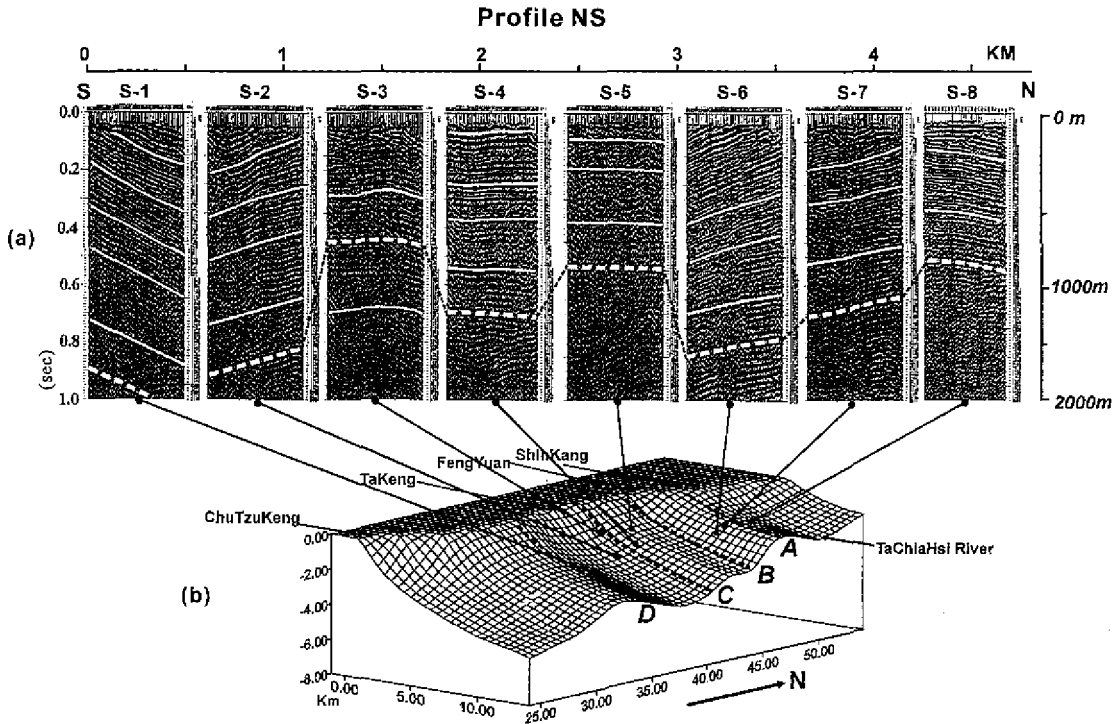 Profile NS
0 1 2 3 4 KM
S S-1 S-2 S-3 S-4 S-5 S-6 S-7 S-8 N
0.0 0 m
0.2
0.4
(a)
0.6 1000m
0.8
(sec)
1.0 2000m
ShihKang
FengYuan
TaKeng
ChuTzuKeng
0.00
A TaChiaHsi River
-2.00
B
(b)
C
-4.00
D
-6.00
-8.00
Km
0.00 5.00 10.00
25.00 30.00 35.00 40.00 45.00 50.00
N